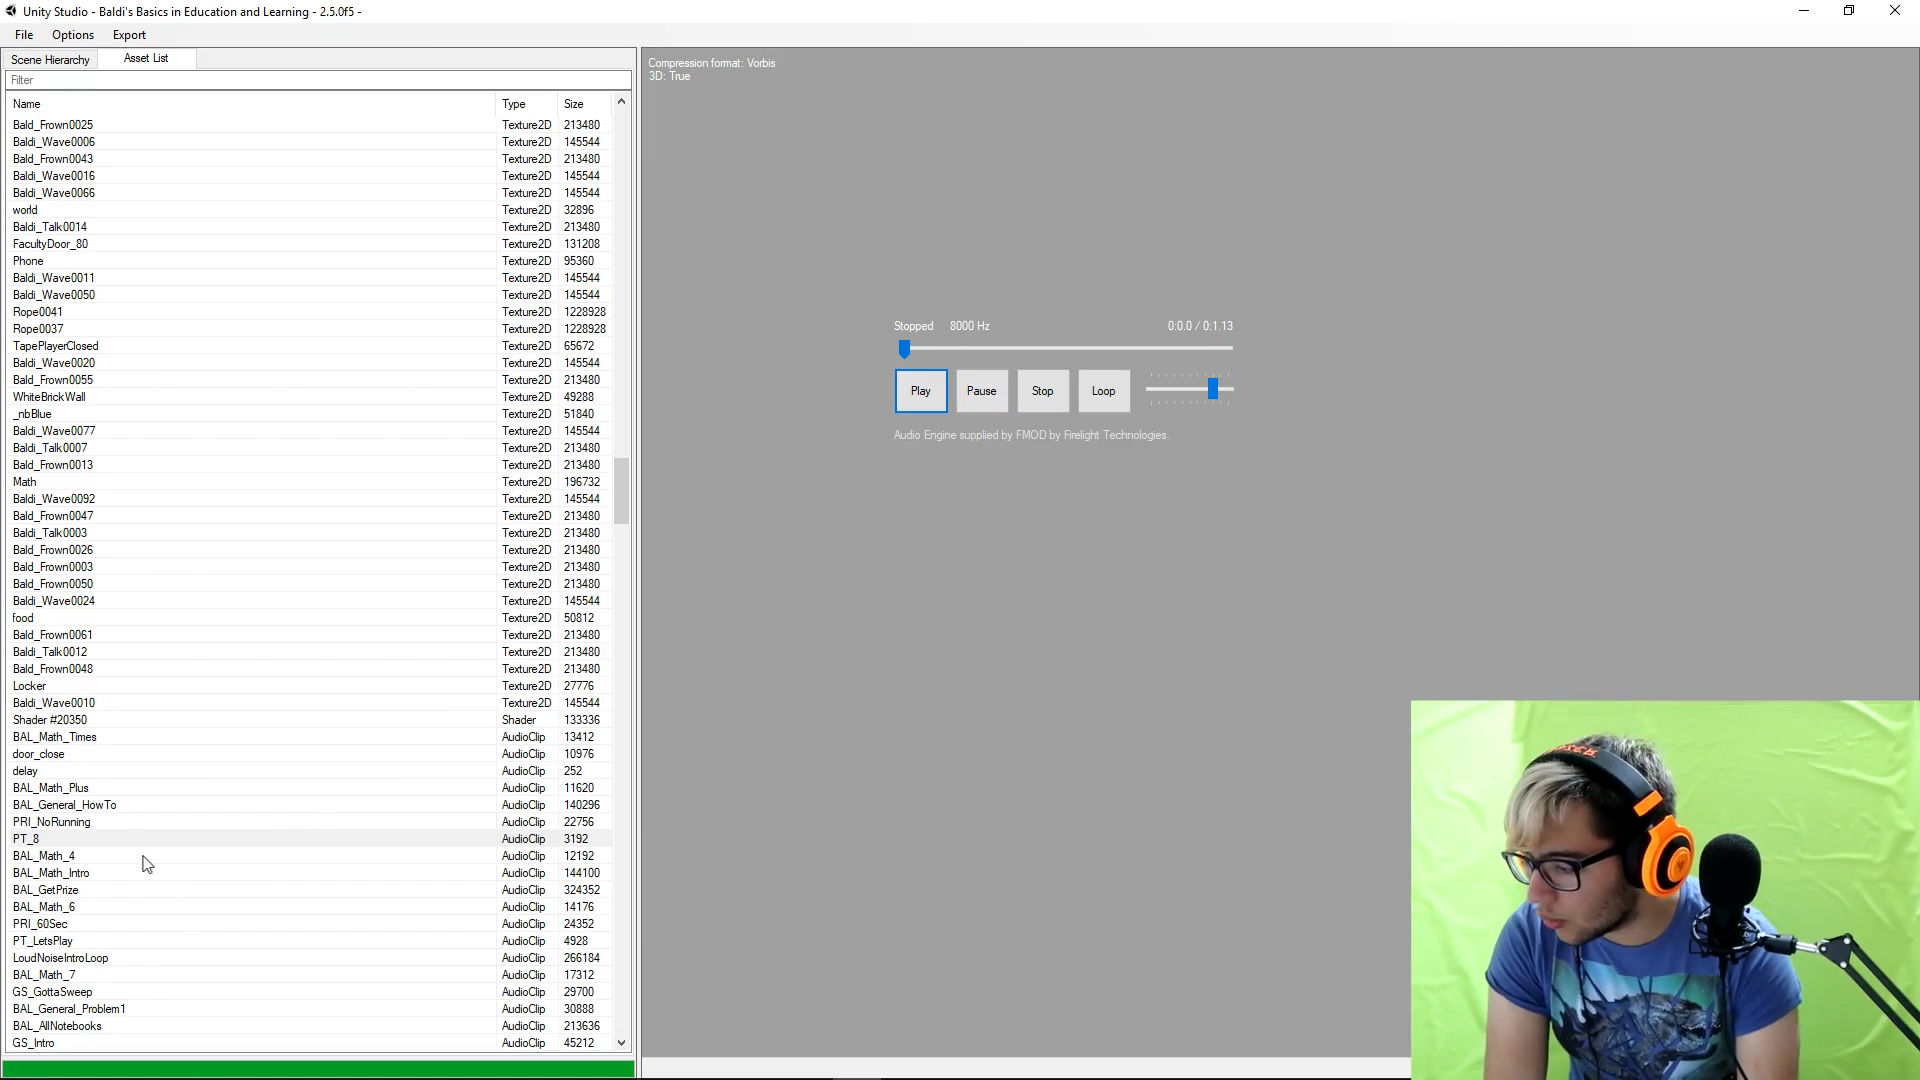 Unity Studio - Baldi's Basics in Education and Learning - 2.5.0f5 -
File Options Export
Scene Hierarchy Asset List
Filter
Name Type Size
Bald_Frown0025 Texture2D 213480
Baldi_Wave0006 Texture2D 145544
Bald_Frown0043 Texture2D 213480
Baldi_Wave0016 Texture2D 145544
Baldi_Wave0066 Texture2D 145544
world Texture2D 32896
Baldi_Talk0014 Texture2D 213480
FacultyDoor_80 Texture2D 131208
Phone Texture2D 95360
Baldi_Wave0011 Texture2D 145544
Baldi_Wave0050 Texture2D 145544
Rope0041 Texture2D 1228928
Rope0037 Texture2D 1228928
TapePlayerClosed Texture2D 65672
Baldi_Wave0020 Texture2D 145544
Bald_Frown0055 Texture2D 213480
WhiteBrickWall Texture2D 49288
_nbBlue Texture2D 51840
Baldi_Wave0077 Texture2D 145544
Baldi_Talk0007 Texture2D 213480
Bald_Frown0013 Texture2D 213480
Math Texture2D 196732
Baldi_Wave0092 Texture2D 145544
Bald_Frown0047 Texture2D 213480
Baldi_Talk0003 Texture2D 213480
Bald_Frown0026 Texture2D 213480
Bald_Frown0003 Texture2D 213480
Bald_Frown0050 Texture2D 213480
Baldi_Wave0024 Texture2D 145544
food Texture2D 50812
Bald_Frown0061 Texture2D 213480
Baldi_Talk0012 Texture2D 213480
Bald_Frown0048 Texture2D 213480
Locker Texture2D 27776
Baldi_Wave0010 Texture2D 145544
Shader #20350 Shader 133336
BAL_Math_Times AudioClip 13412
door_close AudioClip 10976
delay AudioClip 252
BAL_Math_Plus AudioClip 11620
BAL_General_HowTo AudioClip 140296
PRI_NoRunning AudioClip 22756
PT_8 AudioClip 3192
BAL_Math_4 AudioClip 12192
BAL_Math_Intro AudioClip 144100
BAL_GetPrize AudioClip 324352
BAL_Math_6 AudioClip 14176
PRI_60Sec AudioClip 24352
PT_LetsPlay AudioClip 4928
LoudNoiseIntroLoop AudioClip 266184
BAL_Math_7 AudioClip 17312
GS_GottaSweep AudioClip 29700
BAL_General_Problem1 AudioClip 30888
BAL_AllNotebooks AudioClip 213636
GS_Intro AudioClip 45212
Compression format: Vorbis
3D: True
Stopped 8000 Hz 0:0.0 / 0:1.13
Play Pause Stop Loop
Audio Engine supplied by FMOD by Firelight Technologies.